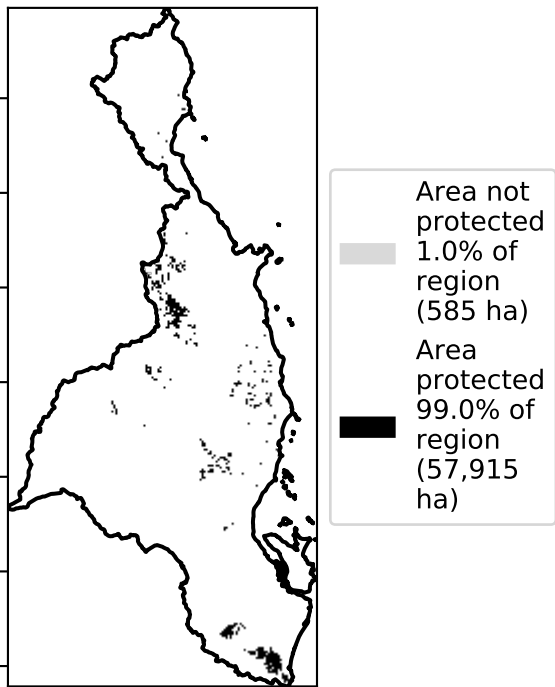 Area not
protected
1.0% of
region
(585 ha)
Area
protected
99.0% of
region
(57,915
ha)